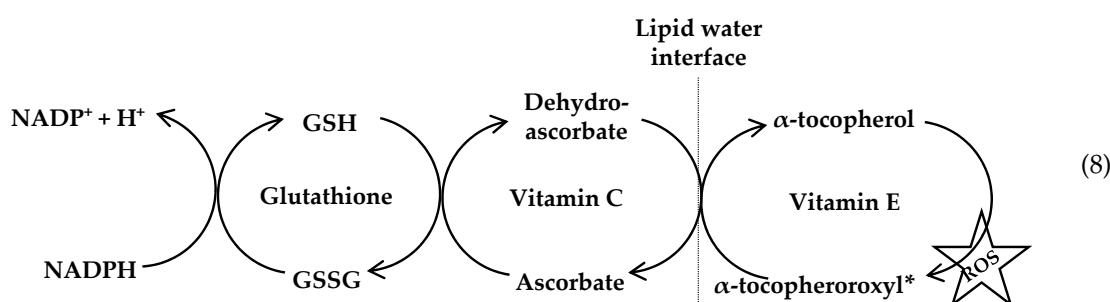 Lipid water
interface
NADP⁺ + H⁺
GSH
Dehydro-
ascorbate
α-tocopherol
(8)
Glutathione
Vitamin C
Vitamin E
NADPH
GSSG
Ascorbate
α-tocopheroroxyl*
ROS